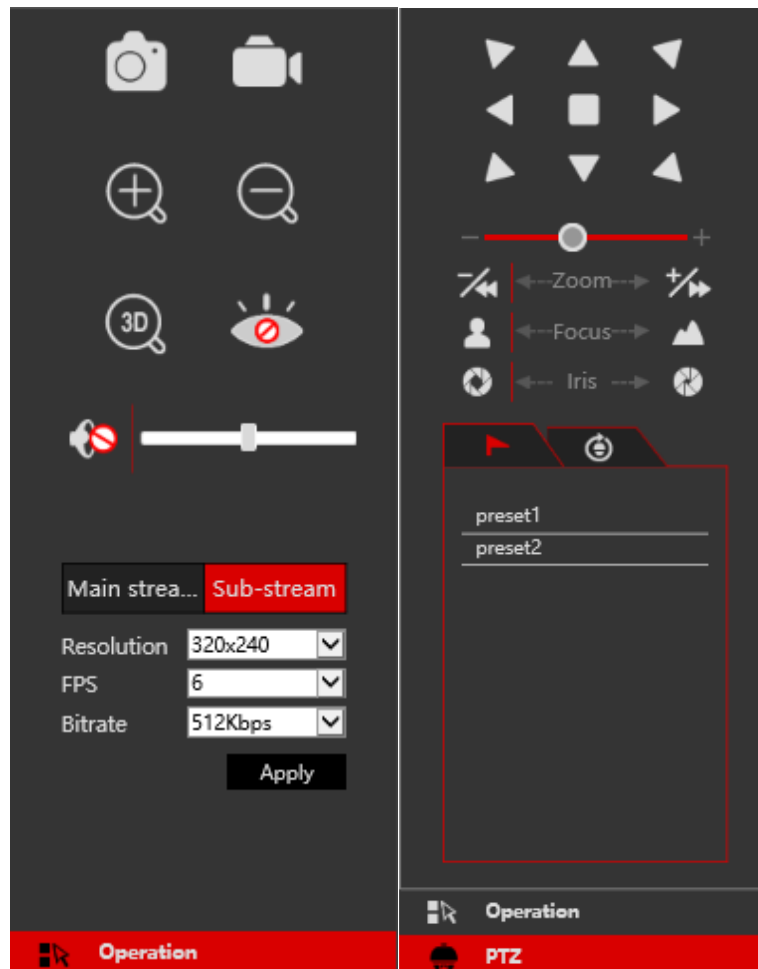 3D
Main strea... Sub-stream
Resolution 320x240
FPS 6
Bitrate 512Kbps
Apply
Operation
- +
Zoom
Focus
Iris
preset1
preset2
Operation
PTZ